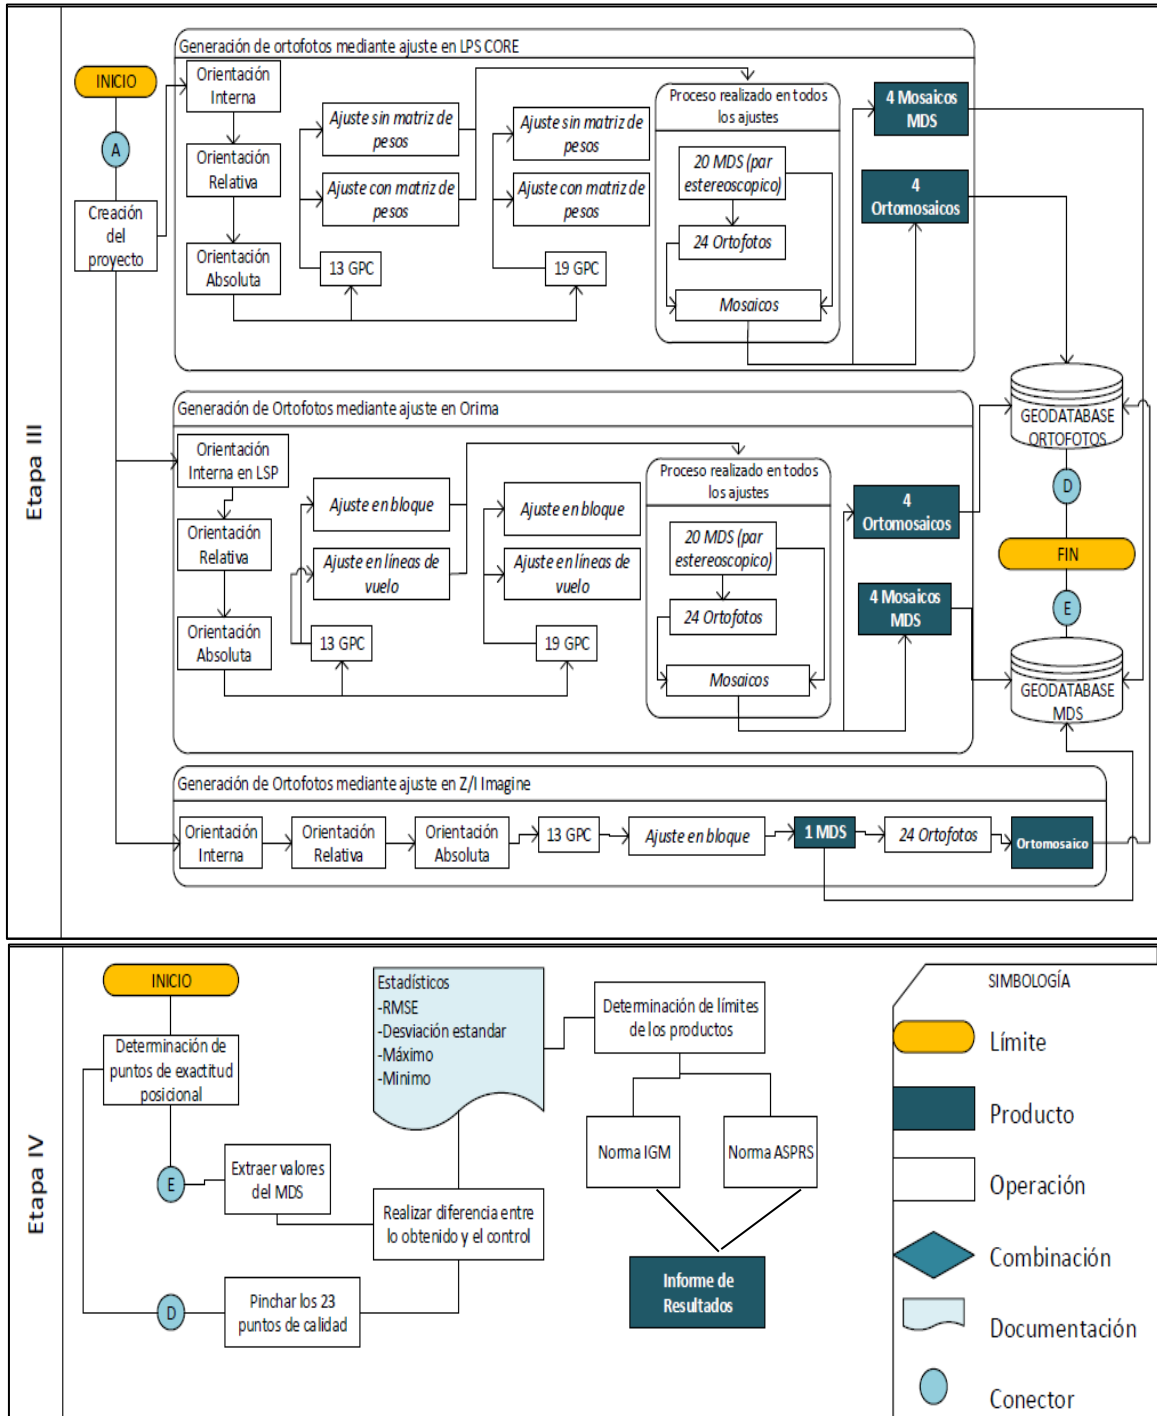 Etapa III
INICIO
A
Creación
del
proyecto
Generación de ortofotos mediante ajuste en LPS CORE
Orientación
Interna
Orientación
Relativa
Orientación
Absoluta
Ajuste sin matriz de
pesos
Ajuste con matriz de
pesos
13 GPC
Ajuste sin matriz de
pesos
Ajuste con matriz de
pesos
19 GPC
Proceso realizado en todos
los ajustes
20 MDS (par
estereoscopico)
24 Ortofotos
Mosaicos
4 Mosaicos
MDS
4
Ortomosaicos
Generación de Ortofotos mediante ajuste en Orima
Orientación
Interna en LSP
Orientación
Relativa
Orientación
Absoluta
Ajuste en bloque
Ajuste en líneas de
vuelo
13 GPC
Ajuste en bloque
Ajuste en líneas de
vuelo
19 GPC
Proceso realizado en todos
los ajustes
20 MDS (par
estereoscopico)
24 Ortofotos
Mosaicos
4
Ortomosaicos
4 Mosaicos
MDS
GEODATABASE
ORTOFOTOS
D
FIN
E
GEODATABASE
MDS
Generación de Ortofotos mediante ajuste en Z/I Imagine
Orientación
Interna
Orientación
Relativa
Orientación
Absoluta
13 GPC
Ajuste en bloque
1 MDS
24 Ortofotos
Ortomosaico
Etapa IV
INICIO
Determinación de
puntos de exactitud
posicional
E
Extraer valores
del MDS
D
Pinchar los 23
puntos de calidad
Realizar diferencia entre
lo obtenido y el control
Estadísticos
-RMSE
-Desviación estandar
-Máximo
-Minimo
Determinación de límites
de los productos
Norma IGM
Norma ASPRS
Informe de
Resultados
SIMBOLOGÍA
Límite
Producto
Operación
Combinación
Documentación
Conector